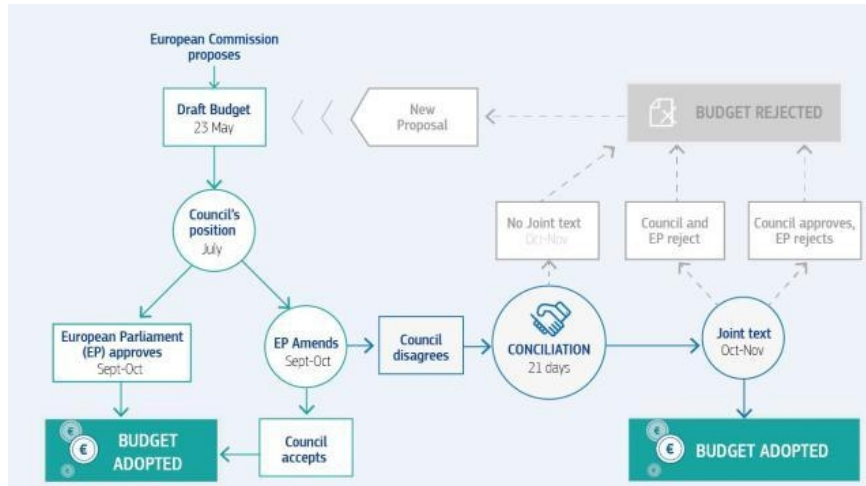 European Commission
proposes
Draft Budget
23 May
New
Proposal
BUDGET REJECTED
Council's
position
July
No Joint text
Oct-Nov
Council and
EP reject
Council approves,
EP rejects
European Parliament
(EP) approves
Sept-Oct
EP Amends
Sept-Oct
Council
disagrees
CONCILIATION
21 days
Joint text
Oct-Nov
€
BUDGET
ADOPTED
Council
accepts
€
BUDGET ADOPTED